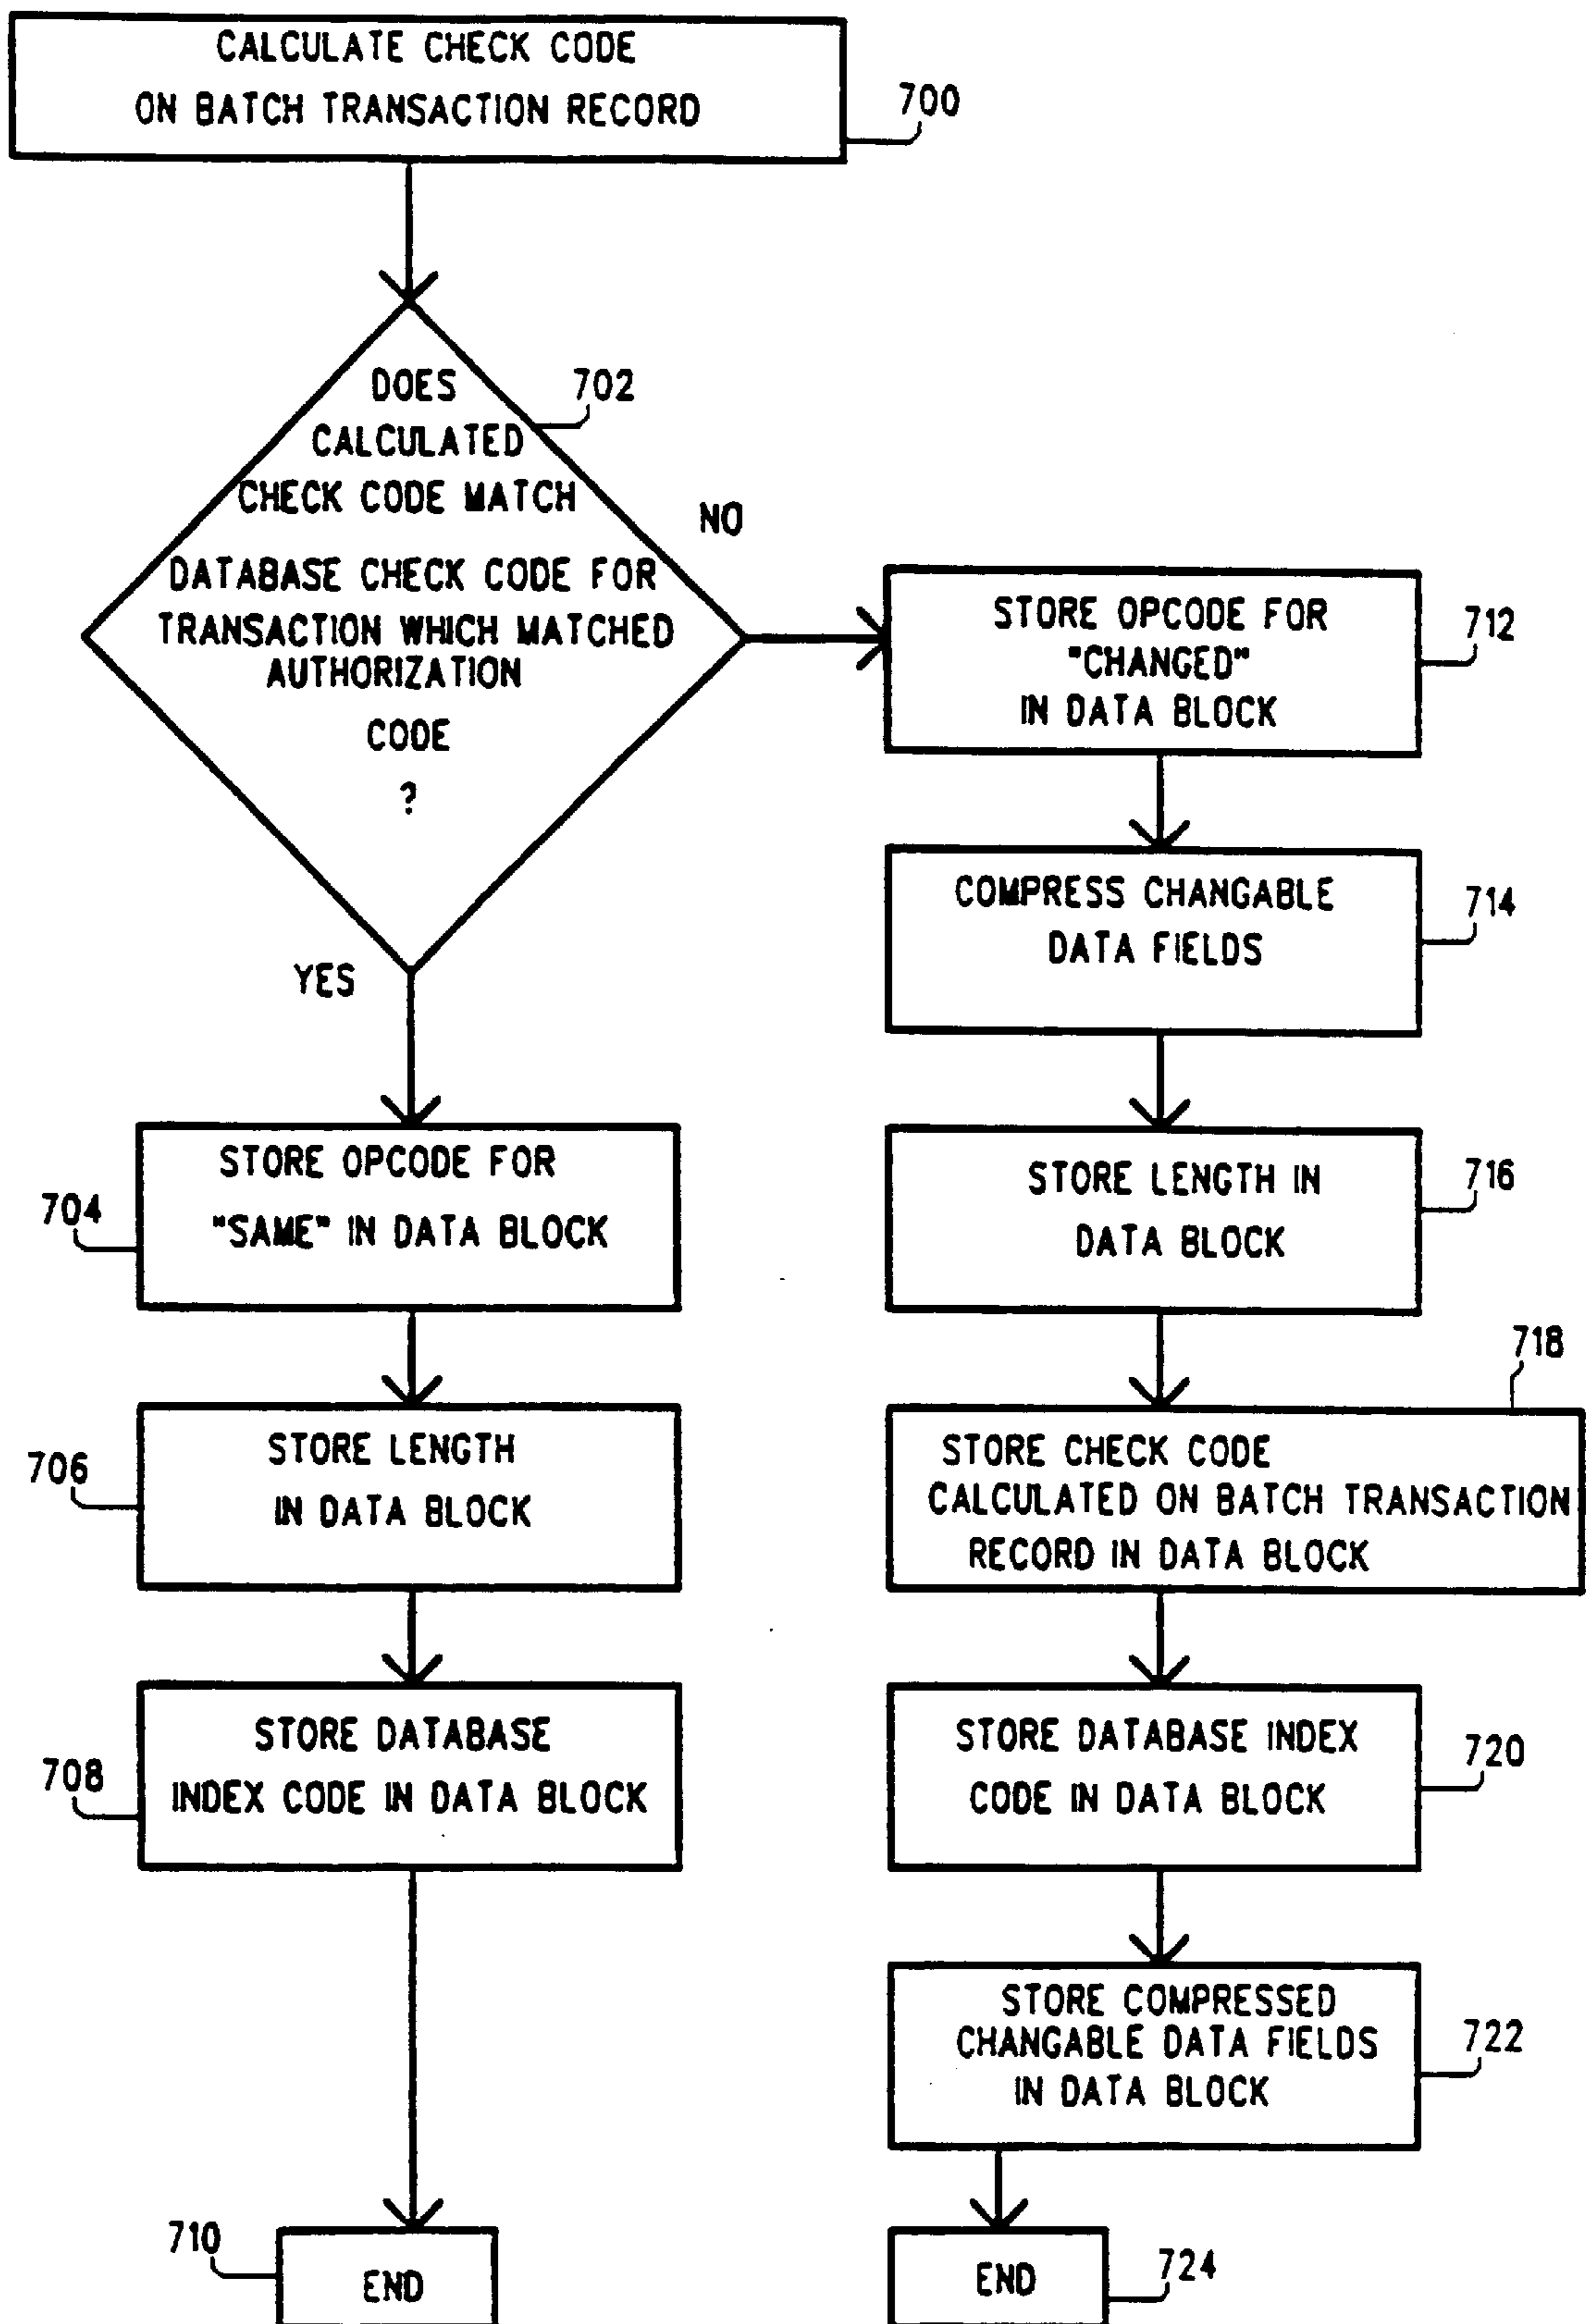 CALCULATE CHECK CODE
ON BATCH TRANSACTION RECORD
700
DOES
702
CALCULATED
CHECK CODE MATCH
NO
DATABASE CHECK CODE FOR
TRANSACTION WHICH MATCHED
AUTHORIZATION
CODE
?
YES
STORE OPCODE FOR
"SAME" IN DATA BLOCK
704
STORE LENGTH
IN DATA BLOCK
706
STORE DATABASE
INDEX CODE IN DATA BLOCK
708
END
710
STORE OPCODE FOR
"CHANGED"
IN DATA BLOCK
712
COMPRESS CHANGABLE
DATA FIELDS
714
STORE LENGTH IN
DATA BLOCK
716
718
STORE CHECK CODE
CALCULATED ON BATCH TRANSACTION
RECORD IN DATA BLOCK
STORE DATABASE INDEX
CODE IN DATA BLOCK
720
STORE COMPRESSED
CHANGABLE DATA FIELDS
IN DATA BLOCK
722
END
724